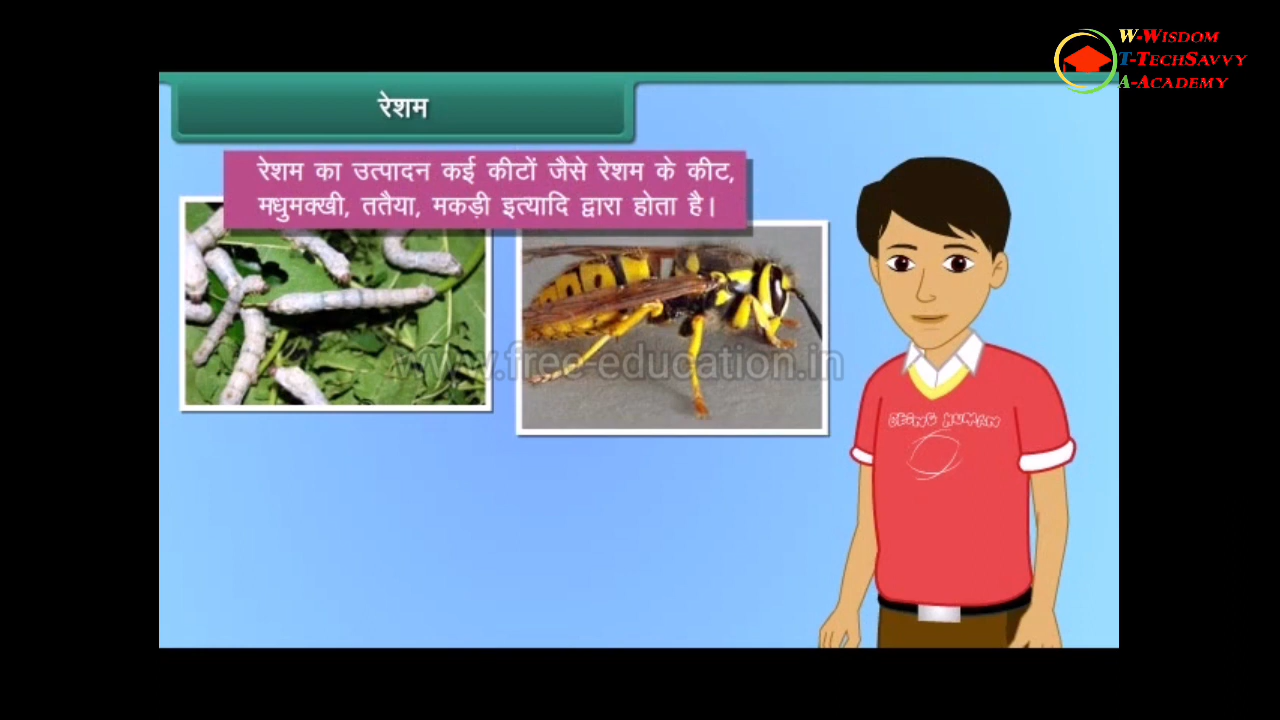 W-WISDOM
T-TECHSAVVY
A-ACADEMY
रेशम
रेशम का उत्पादन कई कीटों जैसे रेशम के कीट,
मधुमक्खी, ततैया, मकड़ी इत्यादि द्वारा होता है।
www.free-education.in
BEING HUMAN